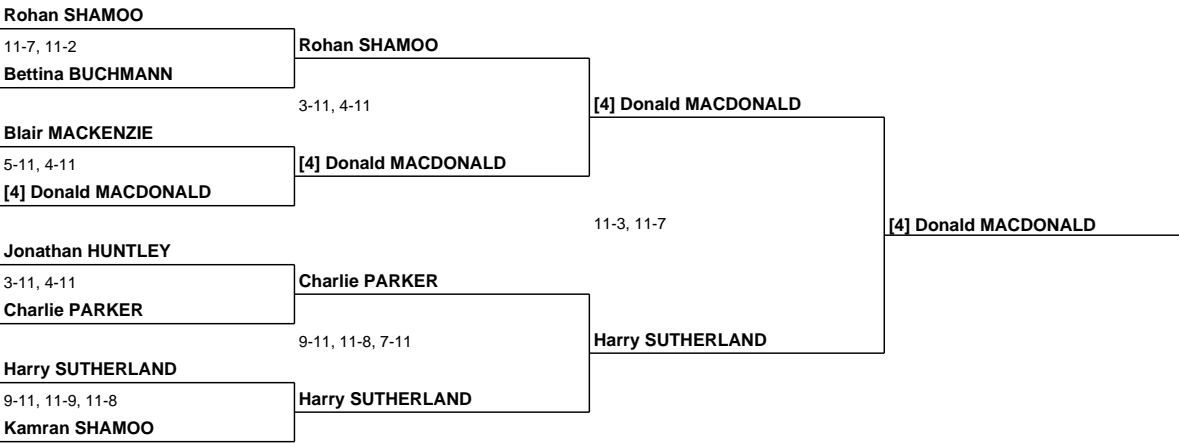 Rohan SHAMOO
11-7, 11-2
Rohan SHAMOO
Bettina BUCHMANN
3-11, 4-11
[4] Donald MACDONALD
Blair MACKENZIE
5-11, 4-11
[4] Donald MACDONALD
[4] Donald MACDONALD
11-3, 11-7
[4] Donald MACDONALD
Jonathan HUNTLEY
3-11, 4-11
Charlie PARKER
Charlie PARKER
9-11, 11-8, 7-11
Harry SUTHERLAND
Harry SUTHERLAND
9-11, 11-9, 11-8
Harry SUTHERLAND
Kamran SHAMOO